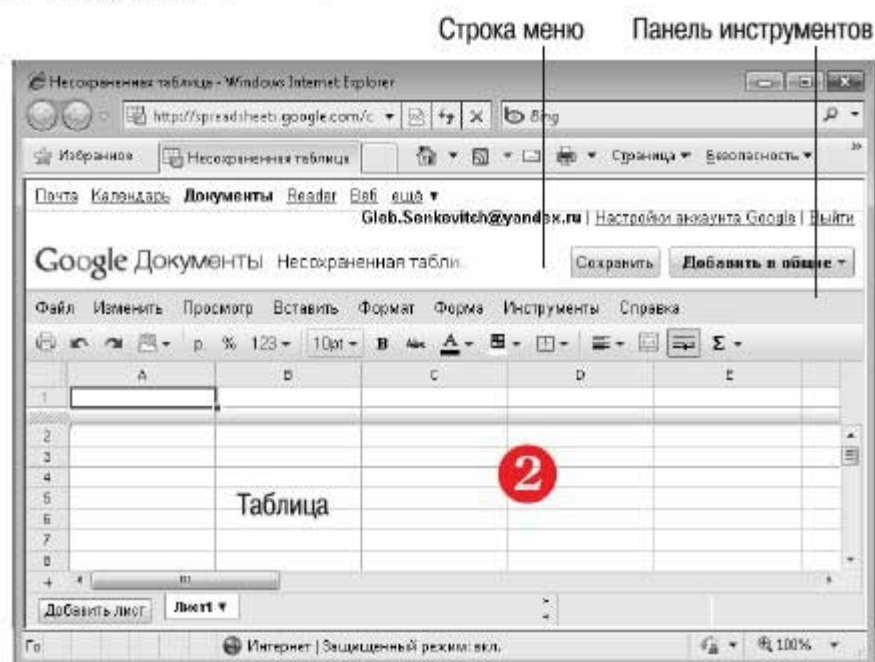 Строка меню Панель инструментов
Несохраненная таблица - Windows Internet Explorer
http://spreadsheets.google.com/c Bing
Избранное Несохраненная таблица Страница Безопасность »
Почта Календарь Документы Reader Веб ещё ▼
Gleb.Senkevitch@yandex.ru | Настройки аккаунта Google | Выйти
Google Документы Несохраненная табли Сохранить Добавить в общие
Файл Изменить Просмотр Вставить Формат Форма Инструменты Справка
р. % 123 10pt B Abc A Σ
A B C D E
1
2
3
4
5
6
7
8
2
Таблица
+
Добавить лист Лист1 ▼
Го Интернет | Защищенный режим: вкл. 100%